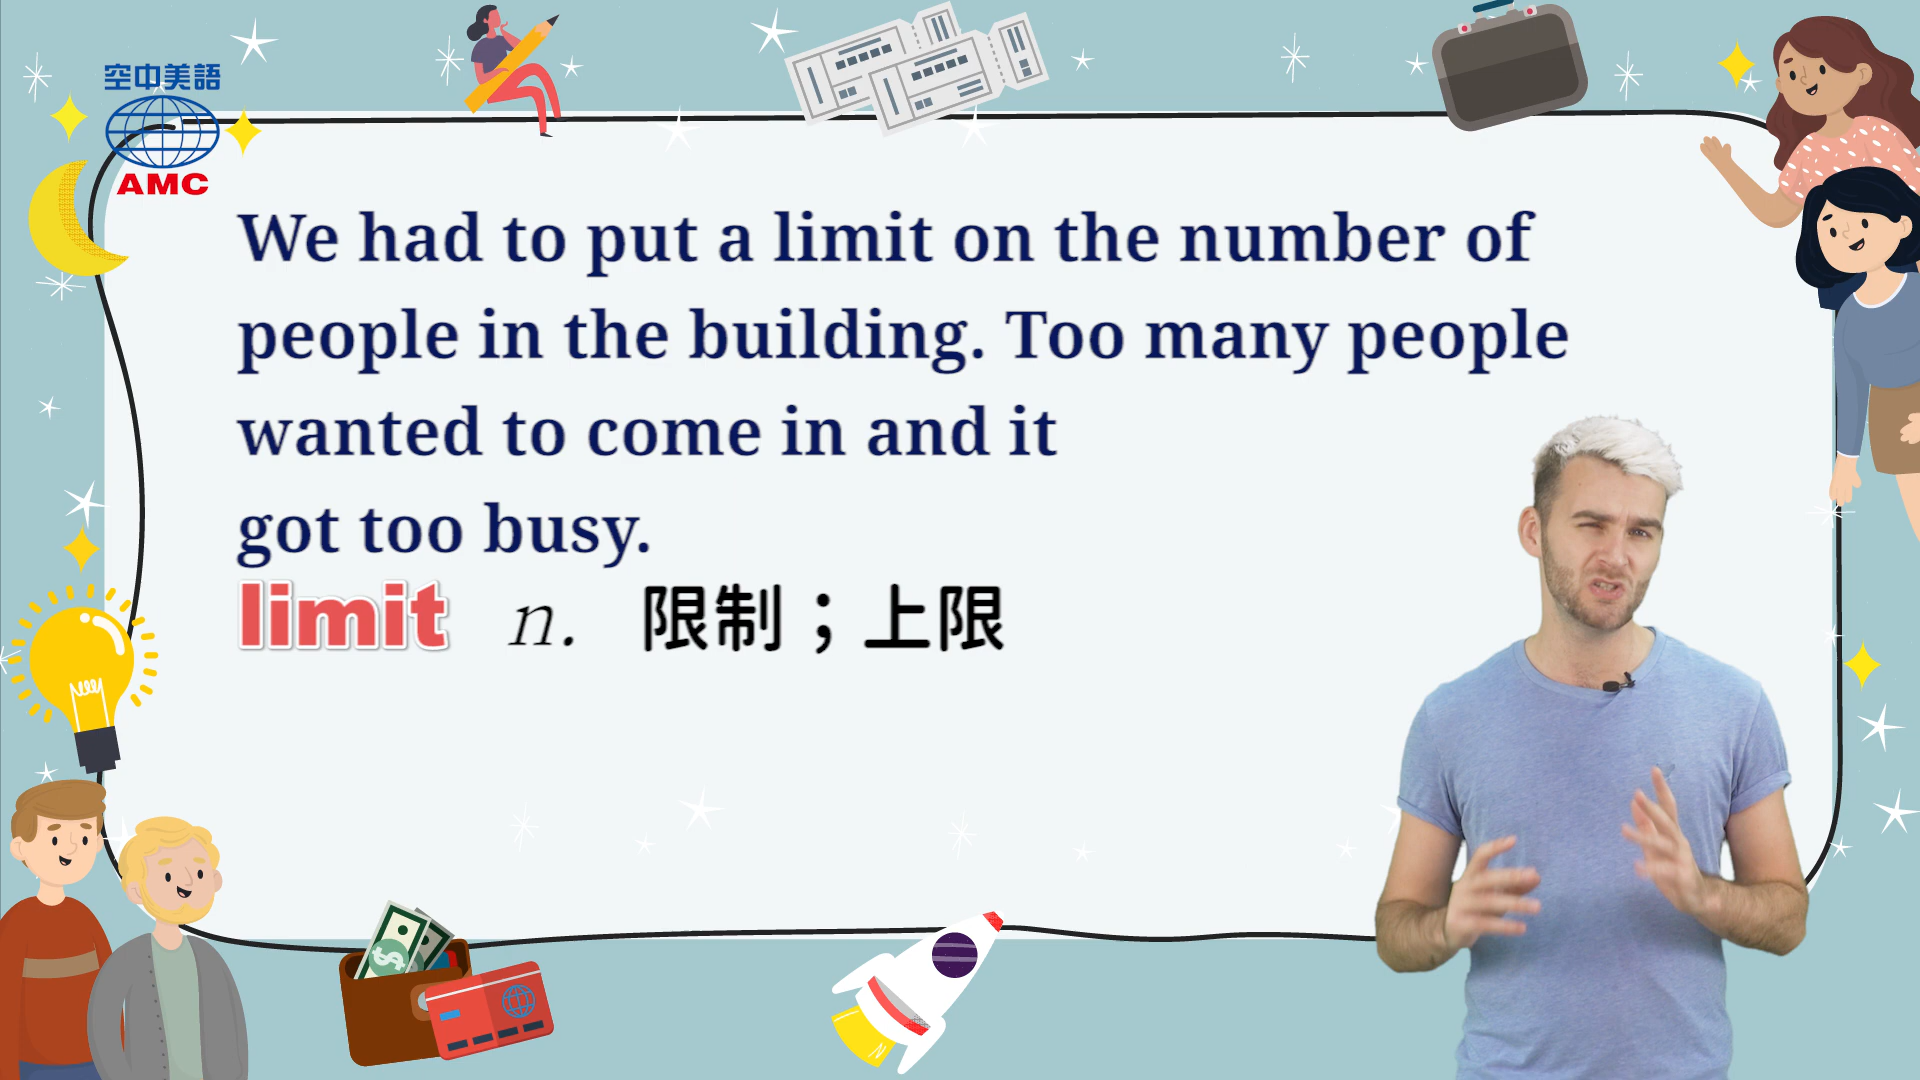 空中美語
AMC
We had to put a limit on the number of
people in the building. Too many people
wanted to come in and it
got too busy.
limit n. 限制；上限